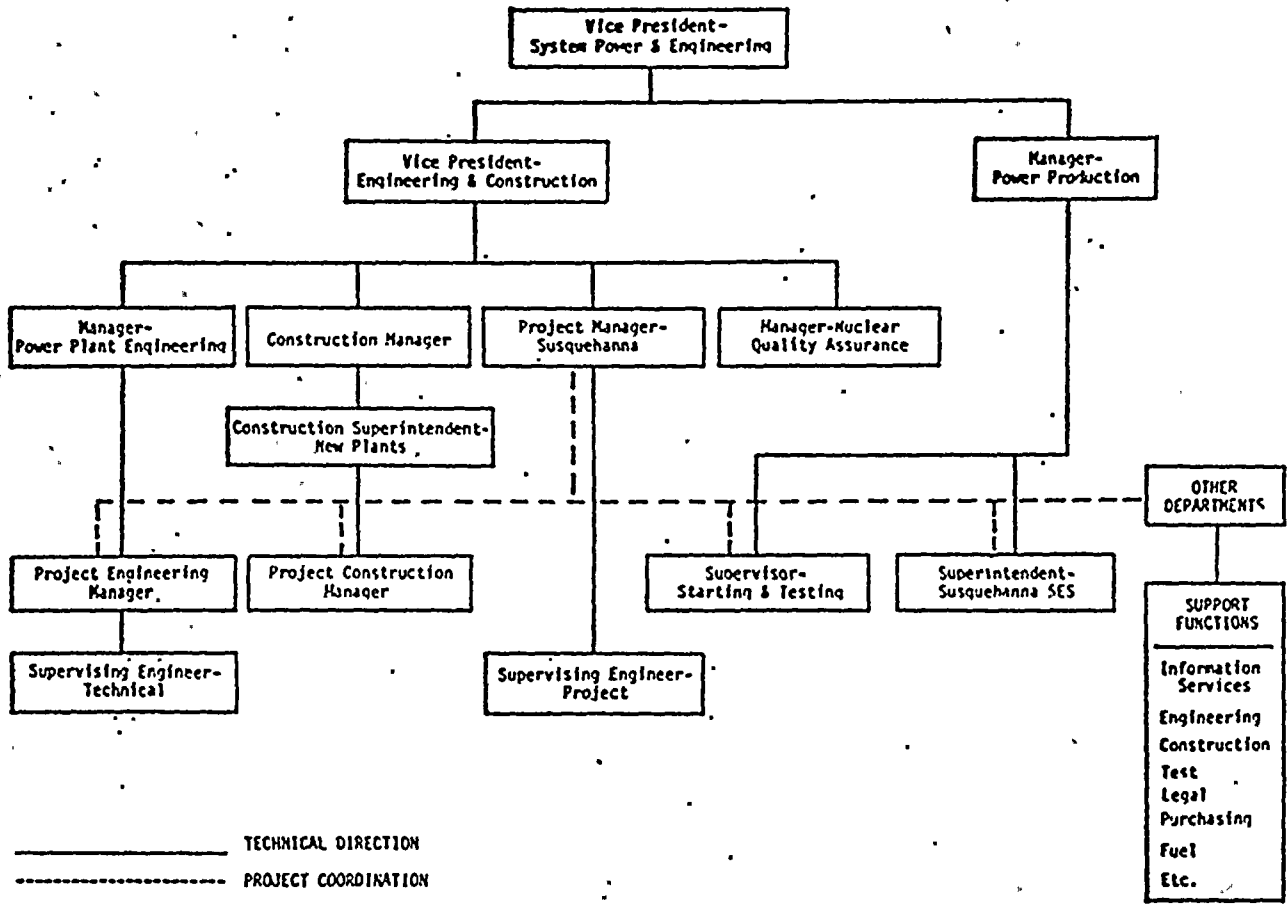 Vice President-
System Power & Engineering
Vice President-
Engineering & Construction
Manager-
Power Production
Manager-
Power Plant Engineering
Construction Manager
Project Manager-
Susquehanna
Manager-Nuclear
Quality Assurance
Construction Superintendent-
New Plants
OTHER
DEPARTMENTS
Project Engineering
Manager
Project Construction
Manager
Supervisor-
Starting & Testing
Superintendent-
Susquehanna SES
SUPPORT
FUNCTIONS
Information
Services
Engineering
Construction
Test
Legal
Purchasing
Fuel
Etc.
Supervising Engineer-
Technical
Supervising Engineer-
Project
TECHNICAL DIRECTION
PROJECT COORDINATION